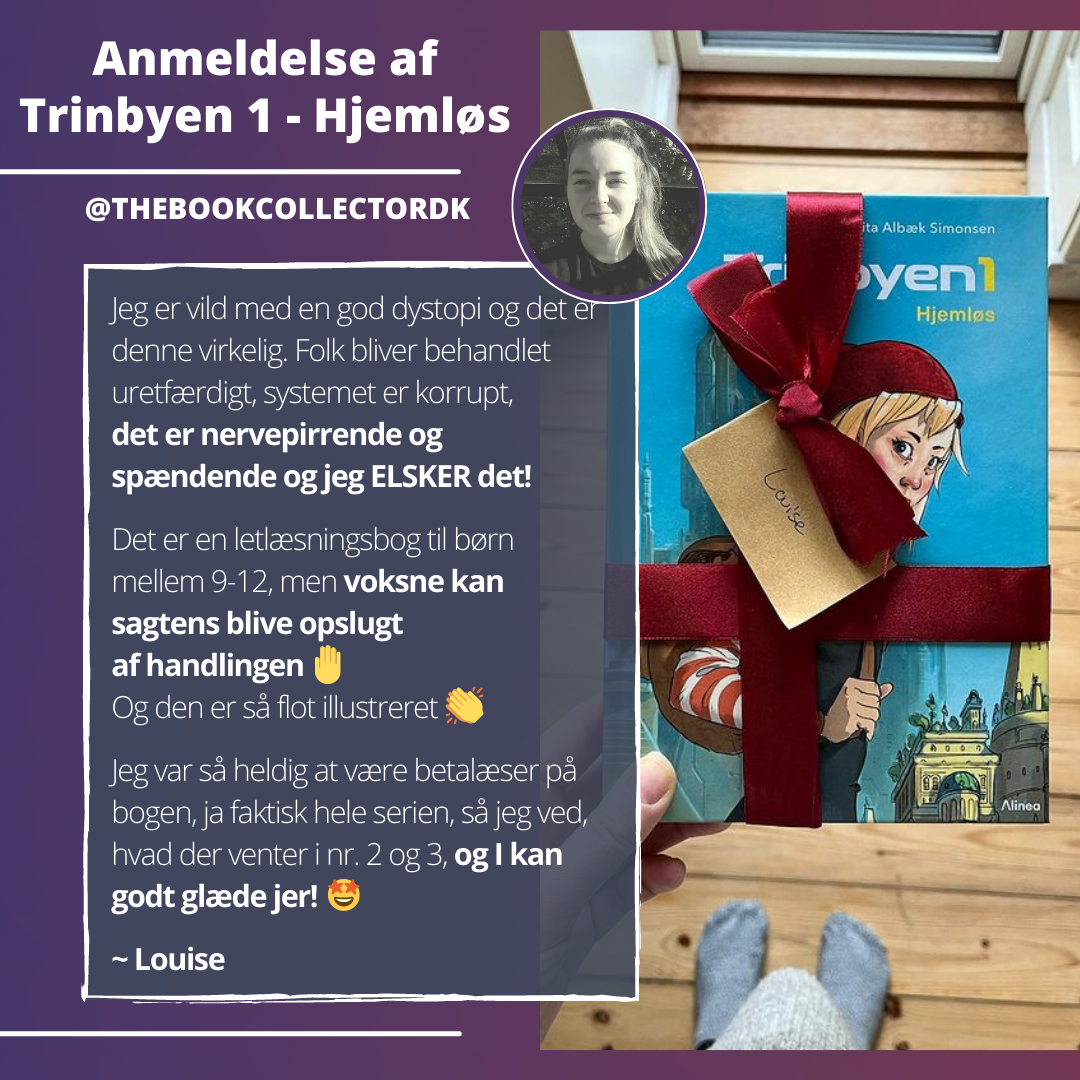 Anmeldelse af
Trinbyen 1 - Hjemløs
@THEBOOKCOLLECTORDK
Jeg er vild med en god dystopi og det er
denne virkelig. Folk bliver behandlet
uretfærdigt, systemet er korrupt,
det er nervepirrende og
spændende og jeg ELSKER det!
Det er en letlæsningsbog til børn
mellem 9-12, men voksne kan
sagtens blive opslugt
af handlingen 🤚
Og den er så flot illustreret 👏
Jeg var så heldig at være betalæser på
bogen, ja faktisk hele serien, så jeg ved,
hvad der venter i nr. 2 og 3, og I kan
godt glæde jer! 🤩
~ Louise
Albæk Simonsen
1
Hjemløs
Louise
Alinea